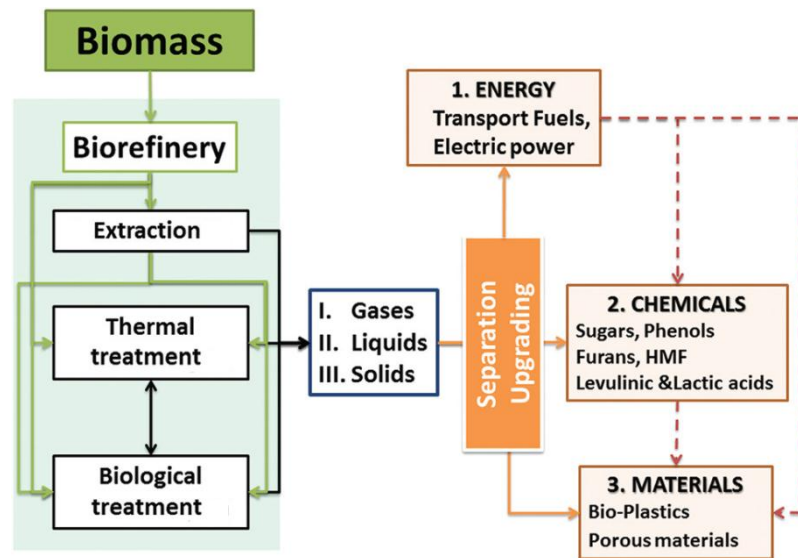 Biomass
Biorefinery
Extraction
Thermal
treatment
Biological
treatment
I. Gases
II. Liquids
III. Solids
Separation
Upgrading
1. ENERGY
Transport Fuels,
Electric power
2. CHEMICALS
Sugars, Phenols
Furans, HMF
Levulinic &Lactic acids
3. MATERIALS
Bio-Plastics
Porous materials